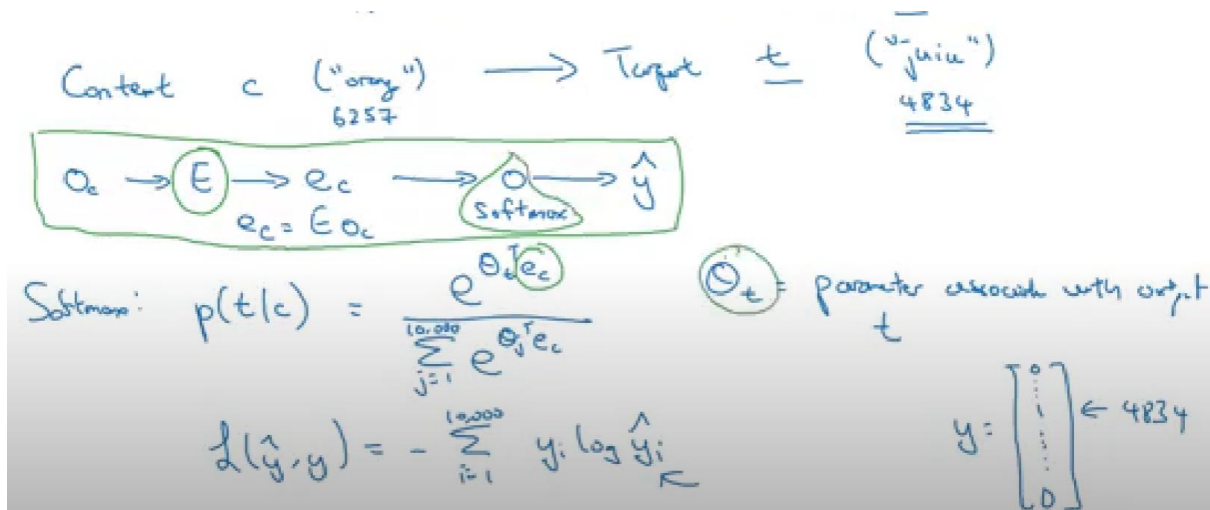 Context c ("orange") ⟶ Target t ("juice")
6257 4834
O_c → E → e_c ⟶ o ⟶ ŷ
e_c = E O_c softmax
Softmax: p(t|c) = e^{θ_t^T e_c} / Σ_{j=1}^{10,000} e^{θ_j^T e_c} θ_t = parameter associated with output t
L(ŷ, y) = - Σ_{i=1}^{10,000} y_i log ŷ_i ← y = [0 ⋮ 1 ⋮ 0] ← 4834